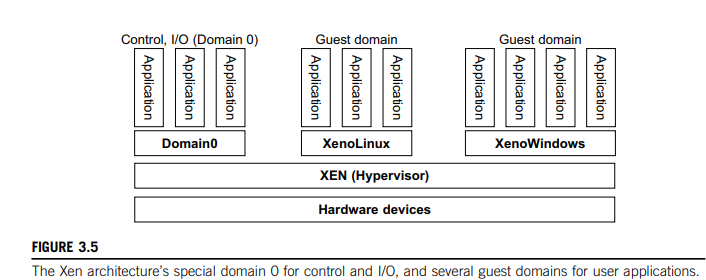 Control, I/O (Domain 0)
Guest domain
Guest domain
Application
Application
Application
Application
Application
Application
Application
Application
Application
Application
Domain0
XenoLinux
XenoWindows
XEN (Hypervisor)
Hardware devices
FIGURE 3.5
The Xen architecture's special domain 0 for control and I/O, and several guest domains for user applications.